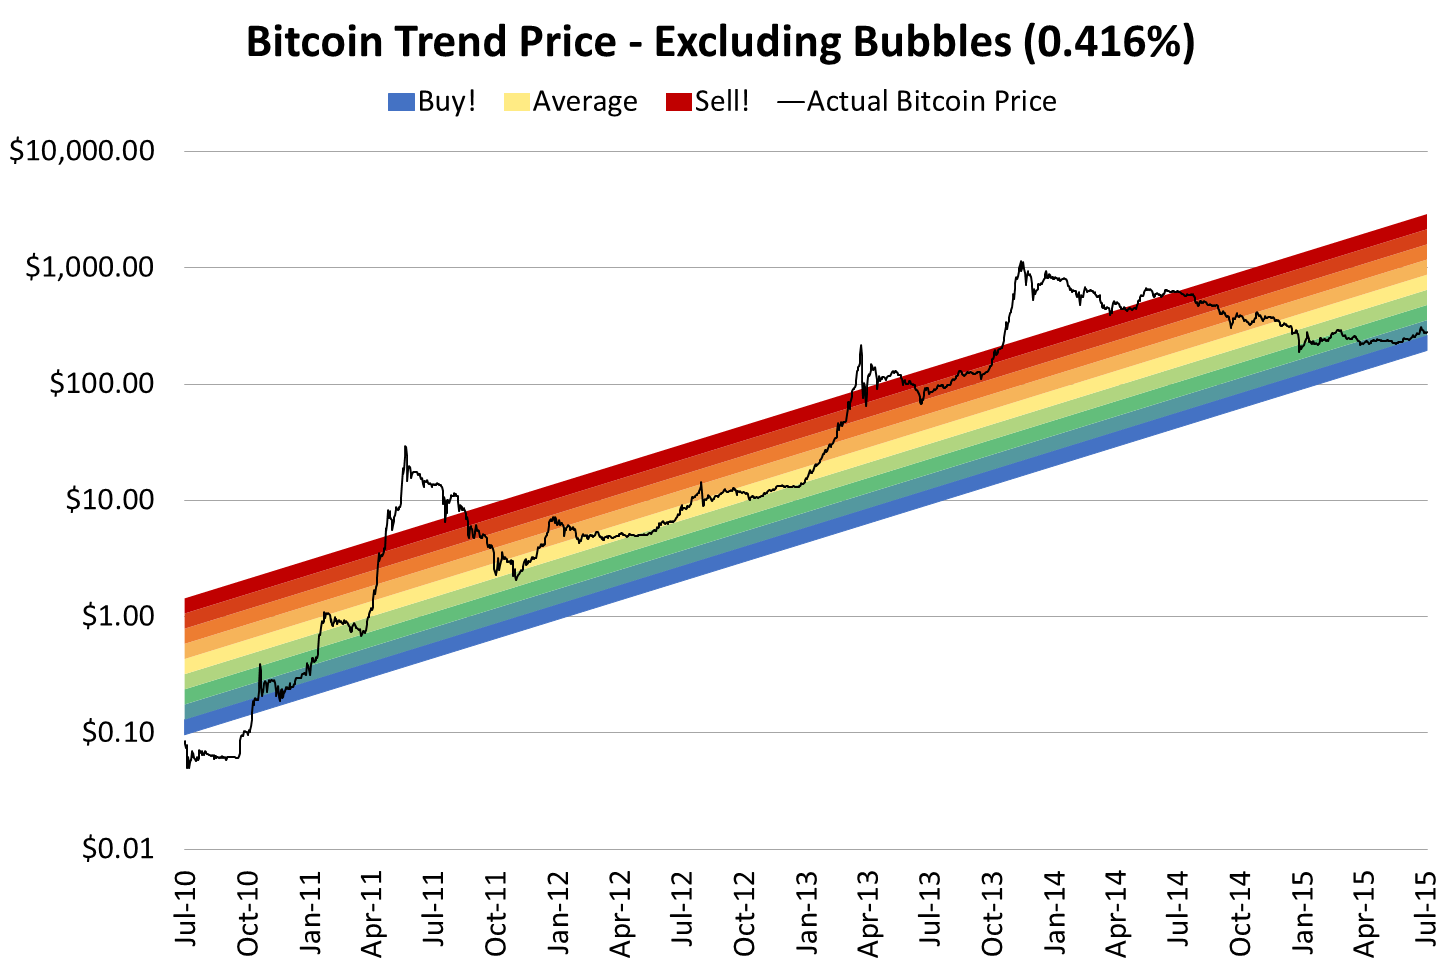 Bitcoin Trend Price - Excluding Bubbles (0.416%)
Buy! Average Sell! Actual Bitcoin Price
$10,000.00
$1,000.00
$100.00
$10.00
$1.00
$0.10
$0.01
Jul-10 Oct-10 Jan-11 Apr-11 Jul-11 Oct-11 Jan-12 Apr-12 Jul-12 Oct-12 Jan-13 Apr-13 Jul-13 Oct-13 Jan-14 Apr-14 Jul-14 Oct-14 Jan-15 Apr-15 Jul-15